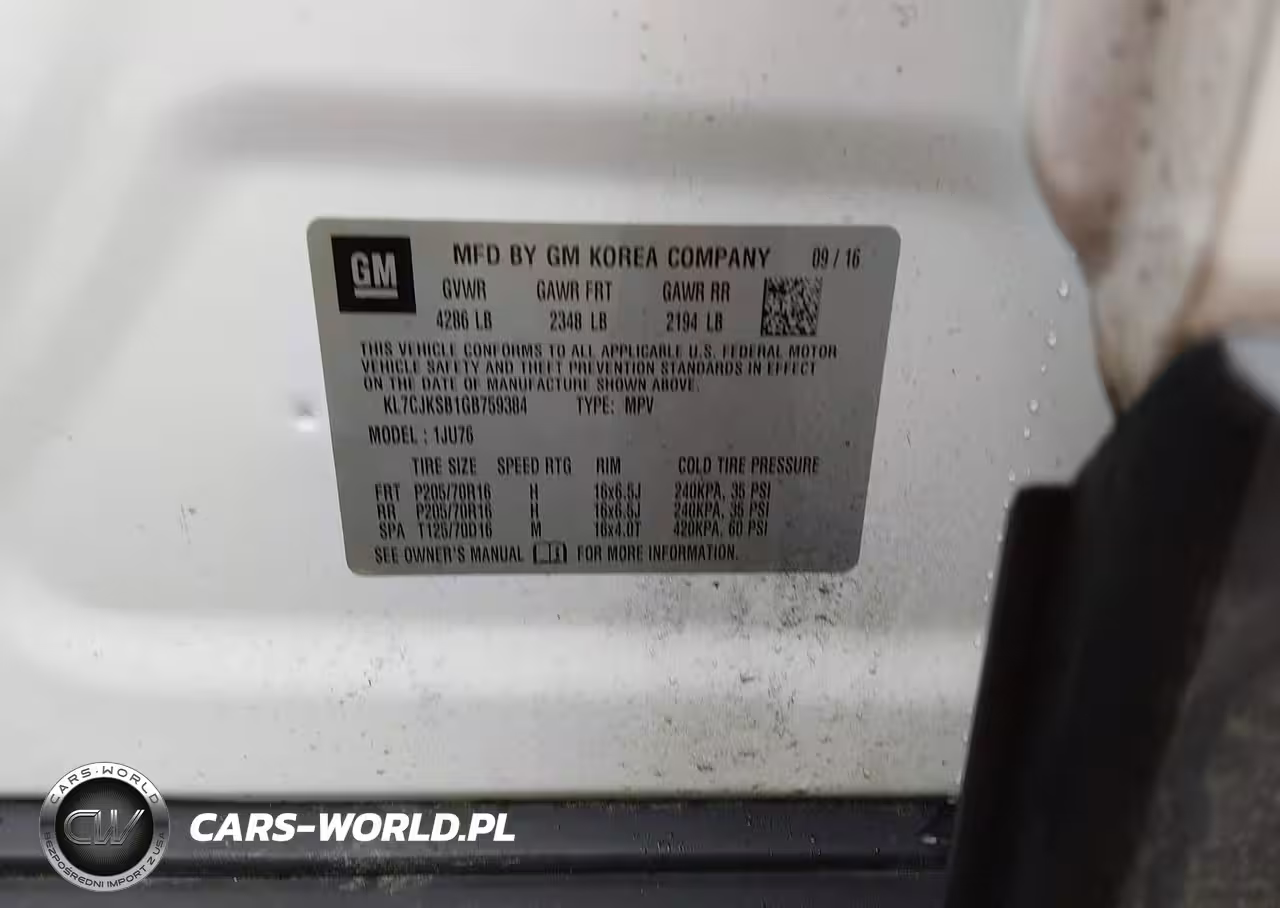 GM
MFD BY GM KOREA COMPANY 09 / 16
GVWR GAWR FRT GAWR RR
4286 LB 2348 LB 2194 LB
THIS VEHICLE CONFORMS TO ALL APPLICABLE U.S. FEDERAL MOTOR
VEHICLE SAFETY AND THEFT PREVENTION STANDARDS IN EFFECT
ON THE DATE OF MANUFACTURE SHOWN ABOVE.
KL7CJKSB1GB759384 TYPE: MPV
MODEL : 1JU76
TIRE SIZE SPEED RTG RIM COLD TIRE PRESSURE
FRT P205/70R16 H 16x6.5J 240KPA, 35 PSI
RR P205/70R16 H 16x6.5J 240KPA, 35 PSI
SPA T125/70D16 M 16x4.0T 420KPA, 60 PSI
SEE OWNER'S MANUAL FOR MORE INFORMATION.
CARS-WORLD
CW
BEZPOŚREDNI IMPORT Z USA
CARS-WORLD.PL